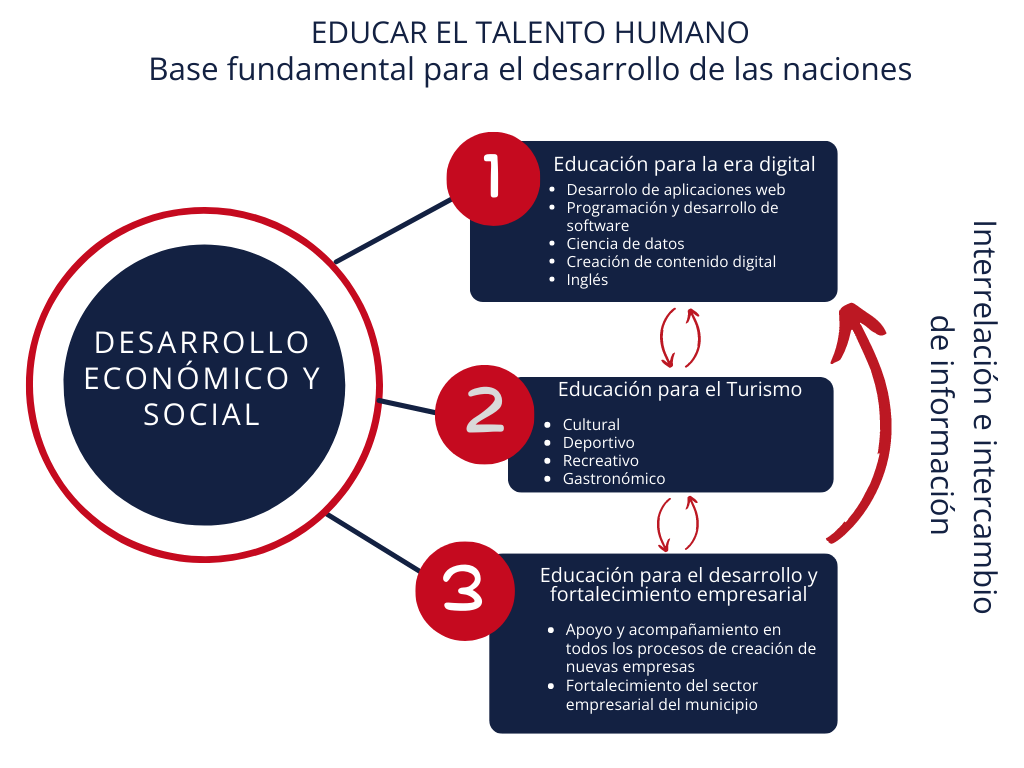 EDUCAR EL TALENTO HUMANO
Base fundamental para el desarrollo de las naciones
DESARROLLO
ECONÓMICO Y
SOCIAL
1
Educación para la era digital
• Desarrolo de aplicaciones web
• Programación y desarrollo de
software
• Ciencia de datos
• Creación de contenido digital
• Inglés
2
Educación para el Turismo
• Cultural
• Deportivo
• Recreativo
• Gastronómico
3
Educación para el desarrollo y
fortalecimiento empresarial
• Apoyo y acompañamiento en
todos los procesos de creación de
nuevas empresas
• Fortalecimiento del sector
empresarial del municipio
Interrelación e intercambio
de información